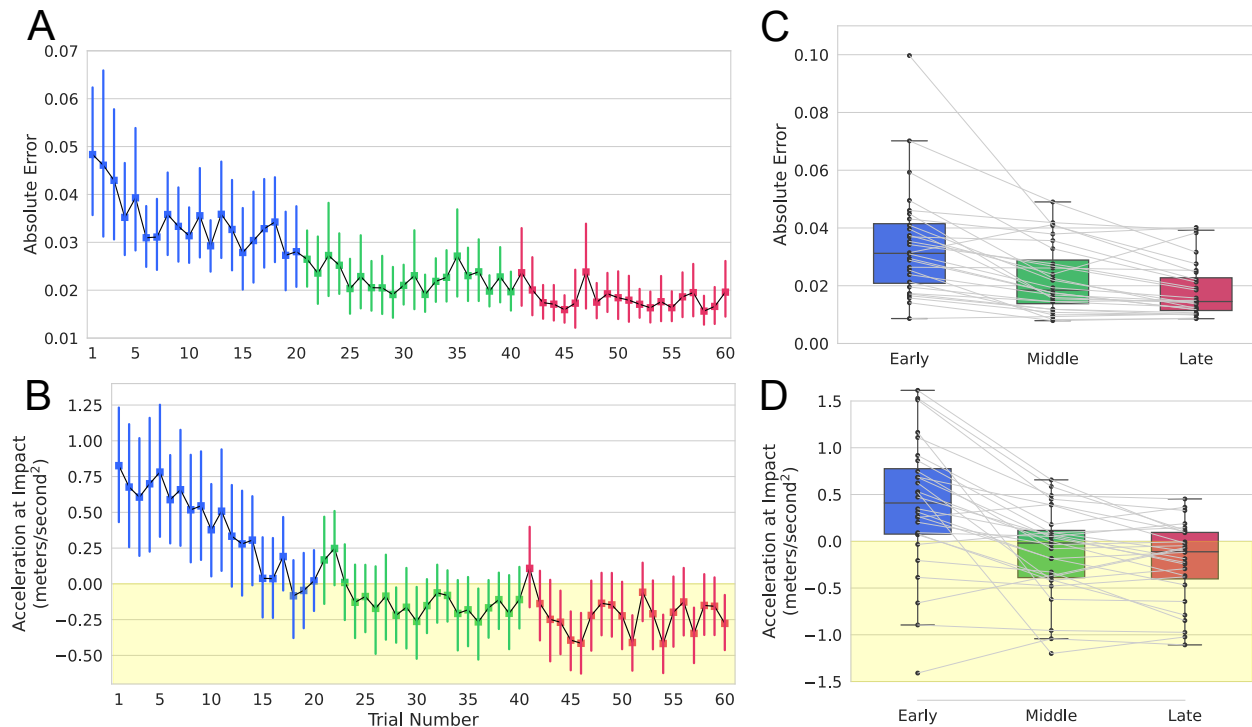 A
0.07
0.06
0.05
0.04
0.03
0.02
0.01
Absolute Error
1 5 10 15 20 25 30 35 40 45 50 55 60
B
1.25
1.00
0.75
0.50
0.25
0.00
−0.25
−0.50
Acceleration at Impact
(meters/second²)
1 5 10 15 20 25 30 35 40 45 50 55 60
Trial Number
C
0.10
0.08
0.06
0.04
0.02
0.00
Absolute Error
Early Middle Late
D
1.5
1.0
0.5
0.0
−0.5
−1.0
−1.5
Acceleration at Impact
(meters/second²)
Early Middle Late